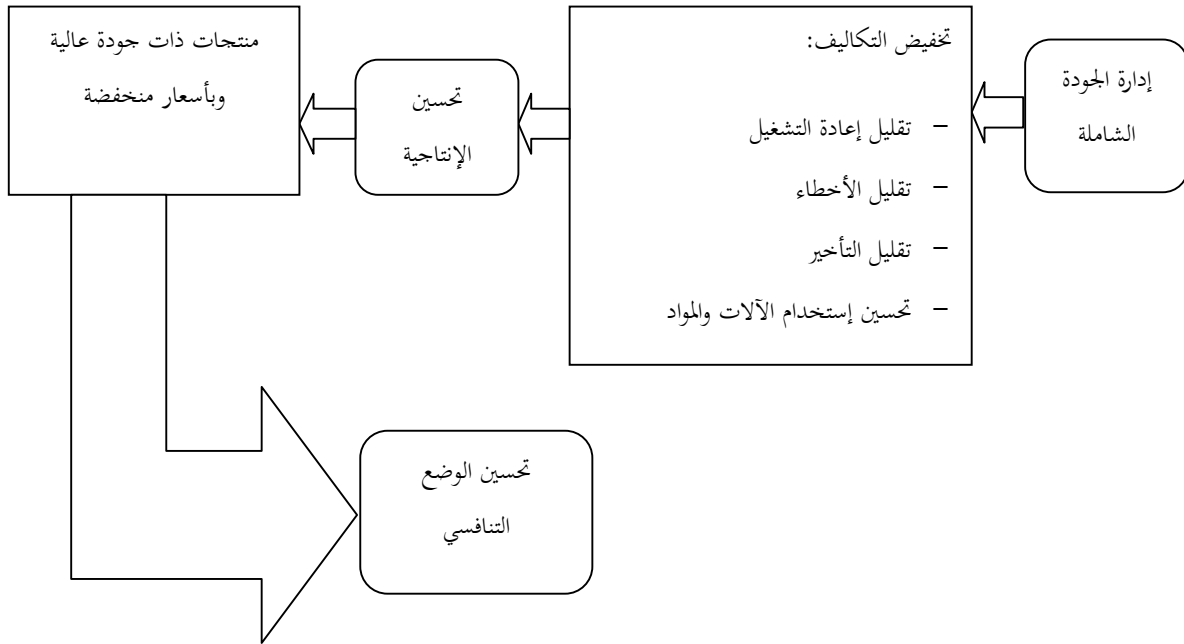 إدارة الجودة
الشاملة
تخفيض التكاليف:
– تقليل إعادة التشغيل
– تقليل الأخطاء
– تقليل التأخير
– تحسين إستخدام الآلات والمواد
تحسين
الإنتاجية
منتجات ذات جودة عالية
وبأسعار منخفضة
تحسين الوضع
التنافسي